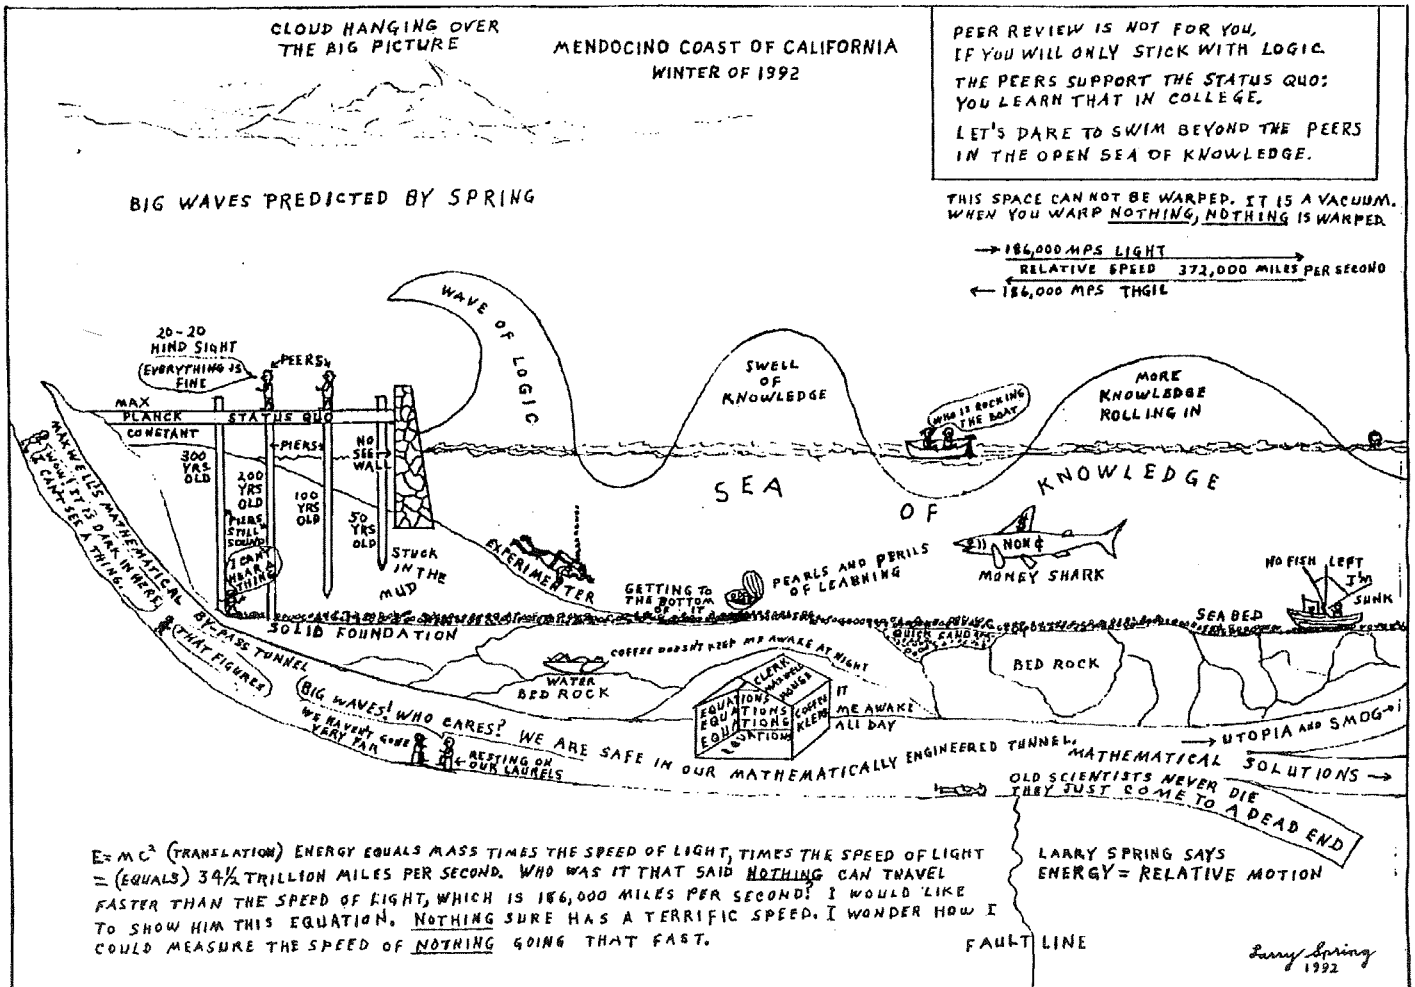 CLOUD HANGING OVER
THE BIG PICTURE
MENDOCINO COAST OF CALIFORNIA
WINTER OF 1992
PEER REVIEW IS NOT FOR YOU,
IF YOU WILL ONLY STICK WITH LOGIC.
THE PEERS SUPPORT THE STATUS QUO:
YOU LEARN THAT IN COLLEGE.
LET'S DARE TO SWIM BEYOND THE PEERS
IN THE OPEN SEA OF KNOWLEDGE.
BIG WAVES PREDICTED BY SPRING
THIS SPACE CAN NOT BE WARPED. IT IS A VACUUM.
WHEN YOU WARP NOTHING, NOTHING IS WARPED
→ 186,000 MPS LIGHT
RELATIVE SPEED 372,000 MILES PER SECOND
← 186,000 MPS THGIL
WAVE OF LOGIC
20-20
HIND SIGHT
EVERYTHING IS
FINE
PEERS
SWELL
OF
KNOWLEDGE
MORE
KNOWLEDGE
ROLLING IN
WHO IS ROCKING
THE BOAT
MAX
PLANCK
CONSTANT
STATUS QUO
PIERS
NO
SEE
WALL
300
YRS
OLD
200
YRS
OLD
100
YRS
OLD
50
YRS
OLD
PIERS
STILL
SOUND
I CAN'T
HEAR A
THING
STUCK
IN THE
MUD
SEA
OF
KNOWLEDGE
EXPERIMENTER
GETTING TO
THE BOTTOM
OF IT
PEARLS AND PERILS
OF LEARNING
MONEY SHARK
NO FISH LEFT
I'M
SUNK
SEA BED
MAXWELL'S MATHEMATICAL BY-PASS TUNNEL
WOW! IT IS DARK IN HERE,
I CAN'T SEE A THING.
THAT FIGURES
SOLID FOUNDATION
WATER
BED ROCK
COFFEE DOESN'T KEEP ME AWAKE AT NIGHT
QUICK SAND
BED ROCK
CLERK
MAXWELL
HOUSE
EQUATIONS
EQUATIONS
EQUATIONS
EQUATIONS
COFFEE
KLEPS
IT
ME AWAKE
ALL DAY
BIG WAVES! WHO CARES? WE ARE SAFE IN OUR MATHEMATICALLY ENGINEERED TUNNEL.
WE HAVEN'T GONE
VERY FAR
RESTING ON
OUR LAURELS
→ UTOPIA AND SMOG →
MATHEMATICAL SOLUTIONS →
OLD SCIENTISTS NEVER DIE
THEY JUST COME TO A DEAD END
E=MC² (TRANSLATION) ENERGY EQUALS MASS TIMES THE SPEED OF LIGHT, TIMES THE SPEED OF LIGHT
= (EQUALS) 34½ TRILLION MILES PER SECOND. WHO WAS IT THAT SAID NOTHING CAN TRAVEL
FASTER THAN THE SPEED OF LIGHT, WHICH IS 186,000 MILES PER SECOND? I WOULD LIKE
TO SHOW HIM THIS EQUATION. NOTHING SURE HAS A TERRIFIC SPEED. I WONDER HOW I
COULD MEASURE THE SPEED OF NOTHING GOING THAT FAST.
LARRY SPRING SAYS
ENERGY = RELATIVE MOTION
FAULT LINE
Larry Spring
1992